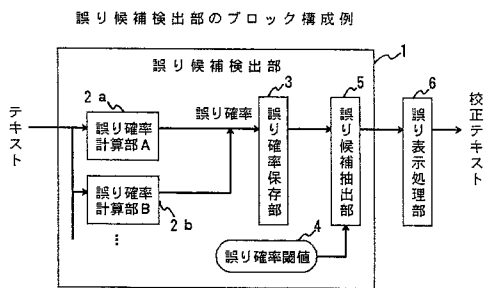 誤り候補検出部のブロック構成例
1
誤り候補検出部
2a
3
5
6
テキスト
誤り確率
計算部A
誤り確率
誤り確率保存部
誤り候補抽出部
誤り表示処理部
校正テキスト
誤り確率
計算部B
2b
⋮
4
誤り確率閾値